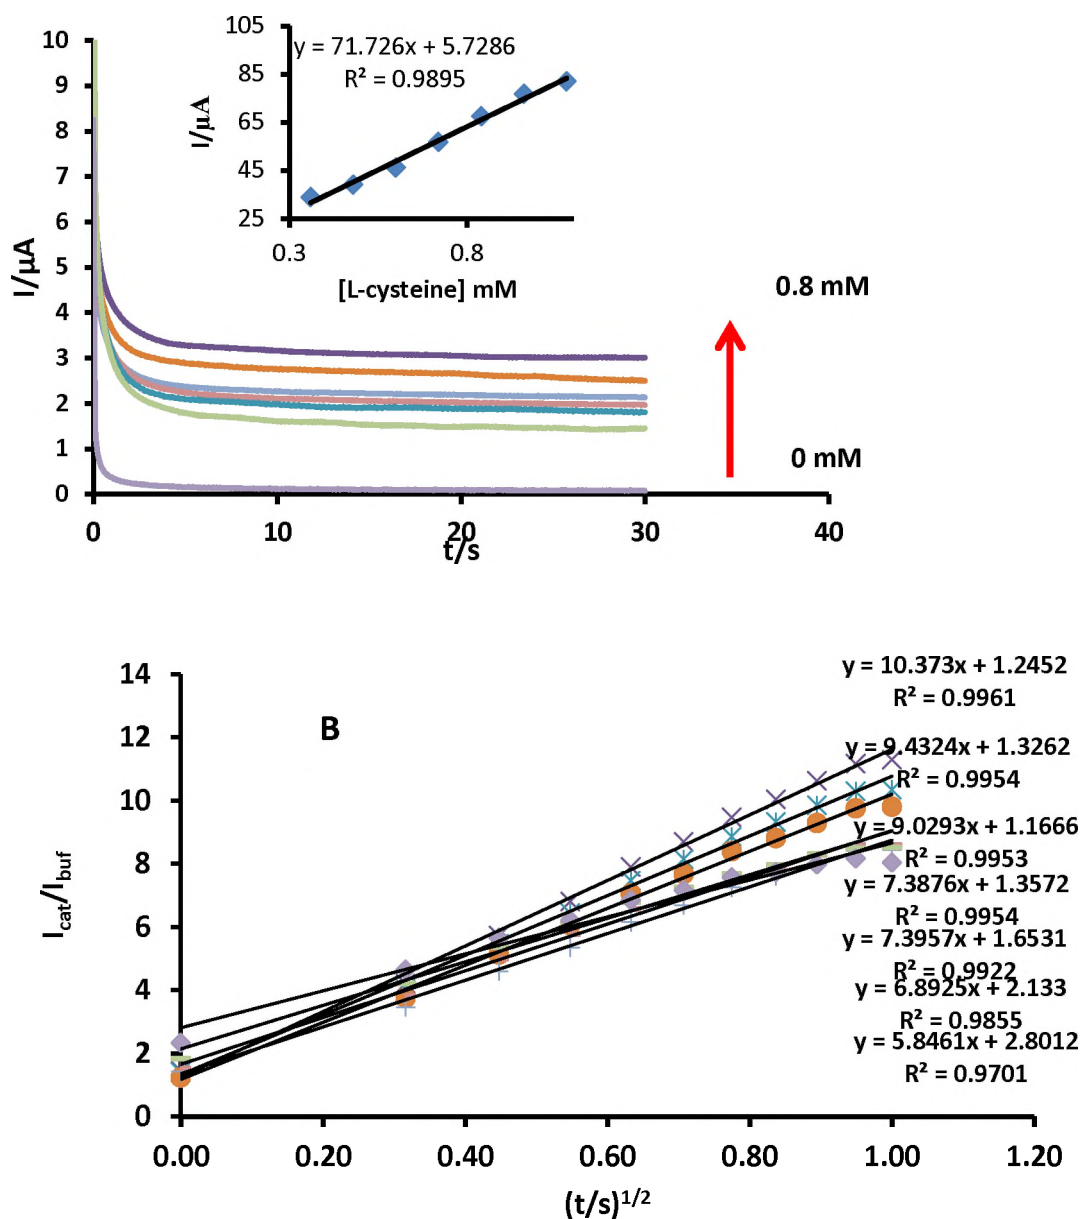 105
y = 71.726x + 5.7286
R² = 0.9895
85
65
45
25
I/µA
0.3
0.8
[L-cysteine] mM
10
9
8
7
6
5
4
3
2
1
0
I/µA
0
10
20
30
40
t/s
0.8 mM
0 mM
14
12
10
8
6
4
2
0
I_cat/I_buf
B
y = 10.373x + 1.2452
R² = 0.9961
y = 9.4324x + 1.3262
R² = 0.9954
y = 9.0293x + 1.1666
R² = 0.9953
y = 7.3876x + 1.3572
R² = 0.9954
y = 7.3957x + 1.6531
R² = 0.9922
y = 6.8925x + 2.133
R² = 0.9855
y = 5.8461x + 2.8012
R² = 0.9701
0.00
0.20
0.40
0.60
0.80
1.00
1.20
(t/s)^1/2